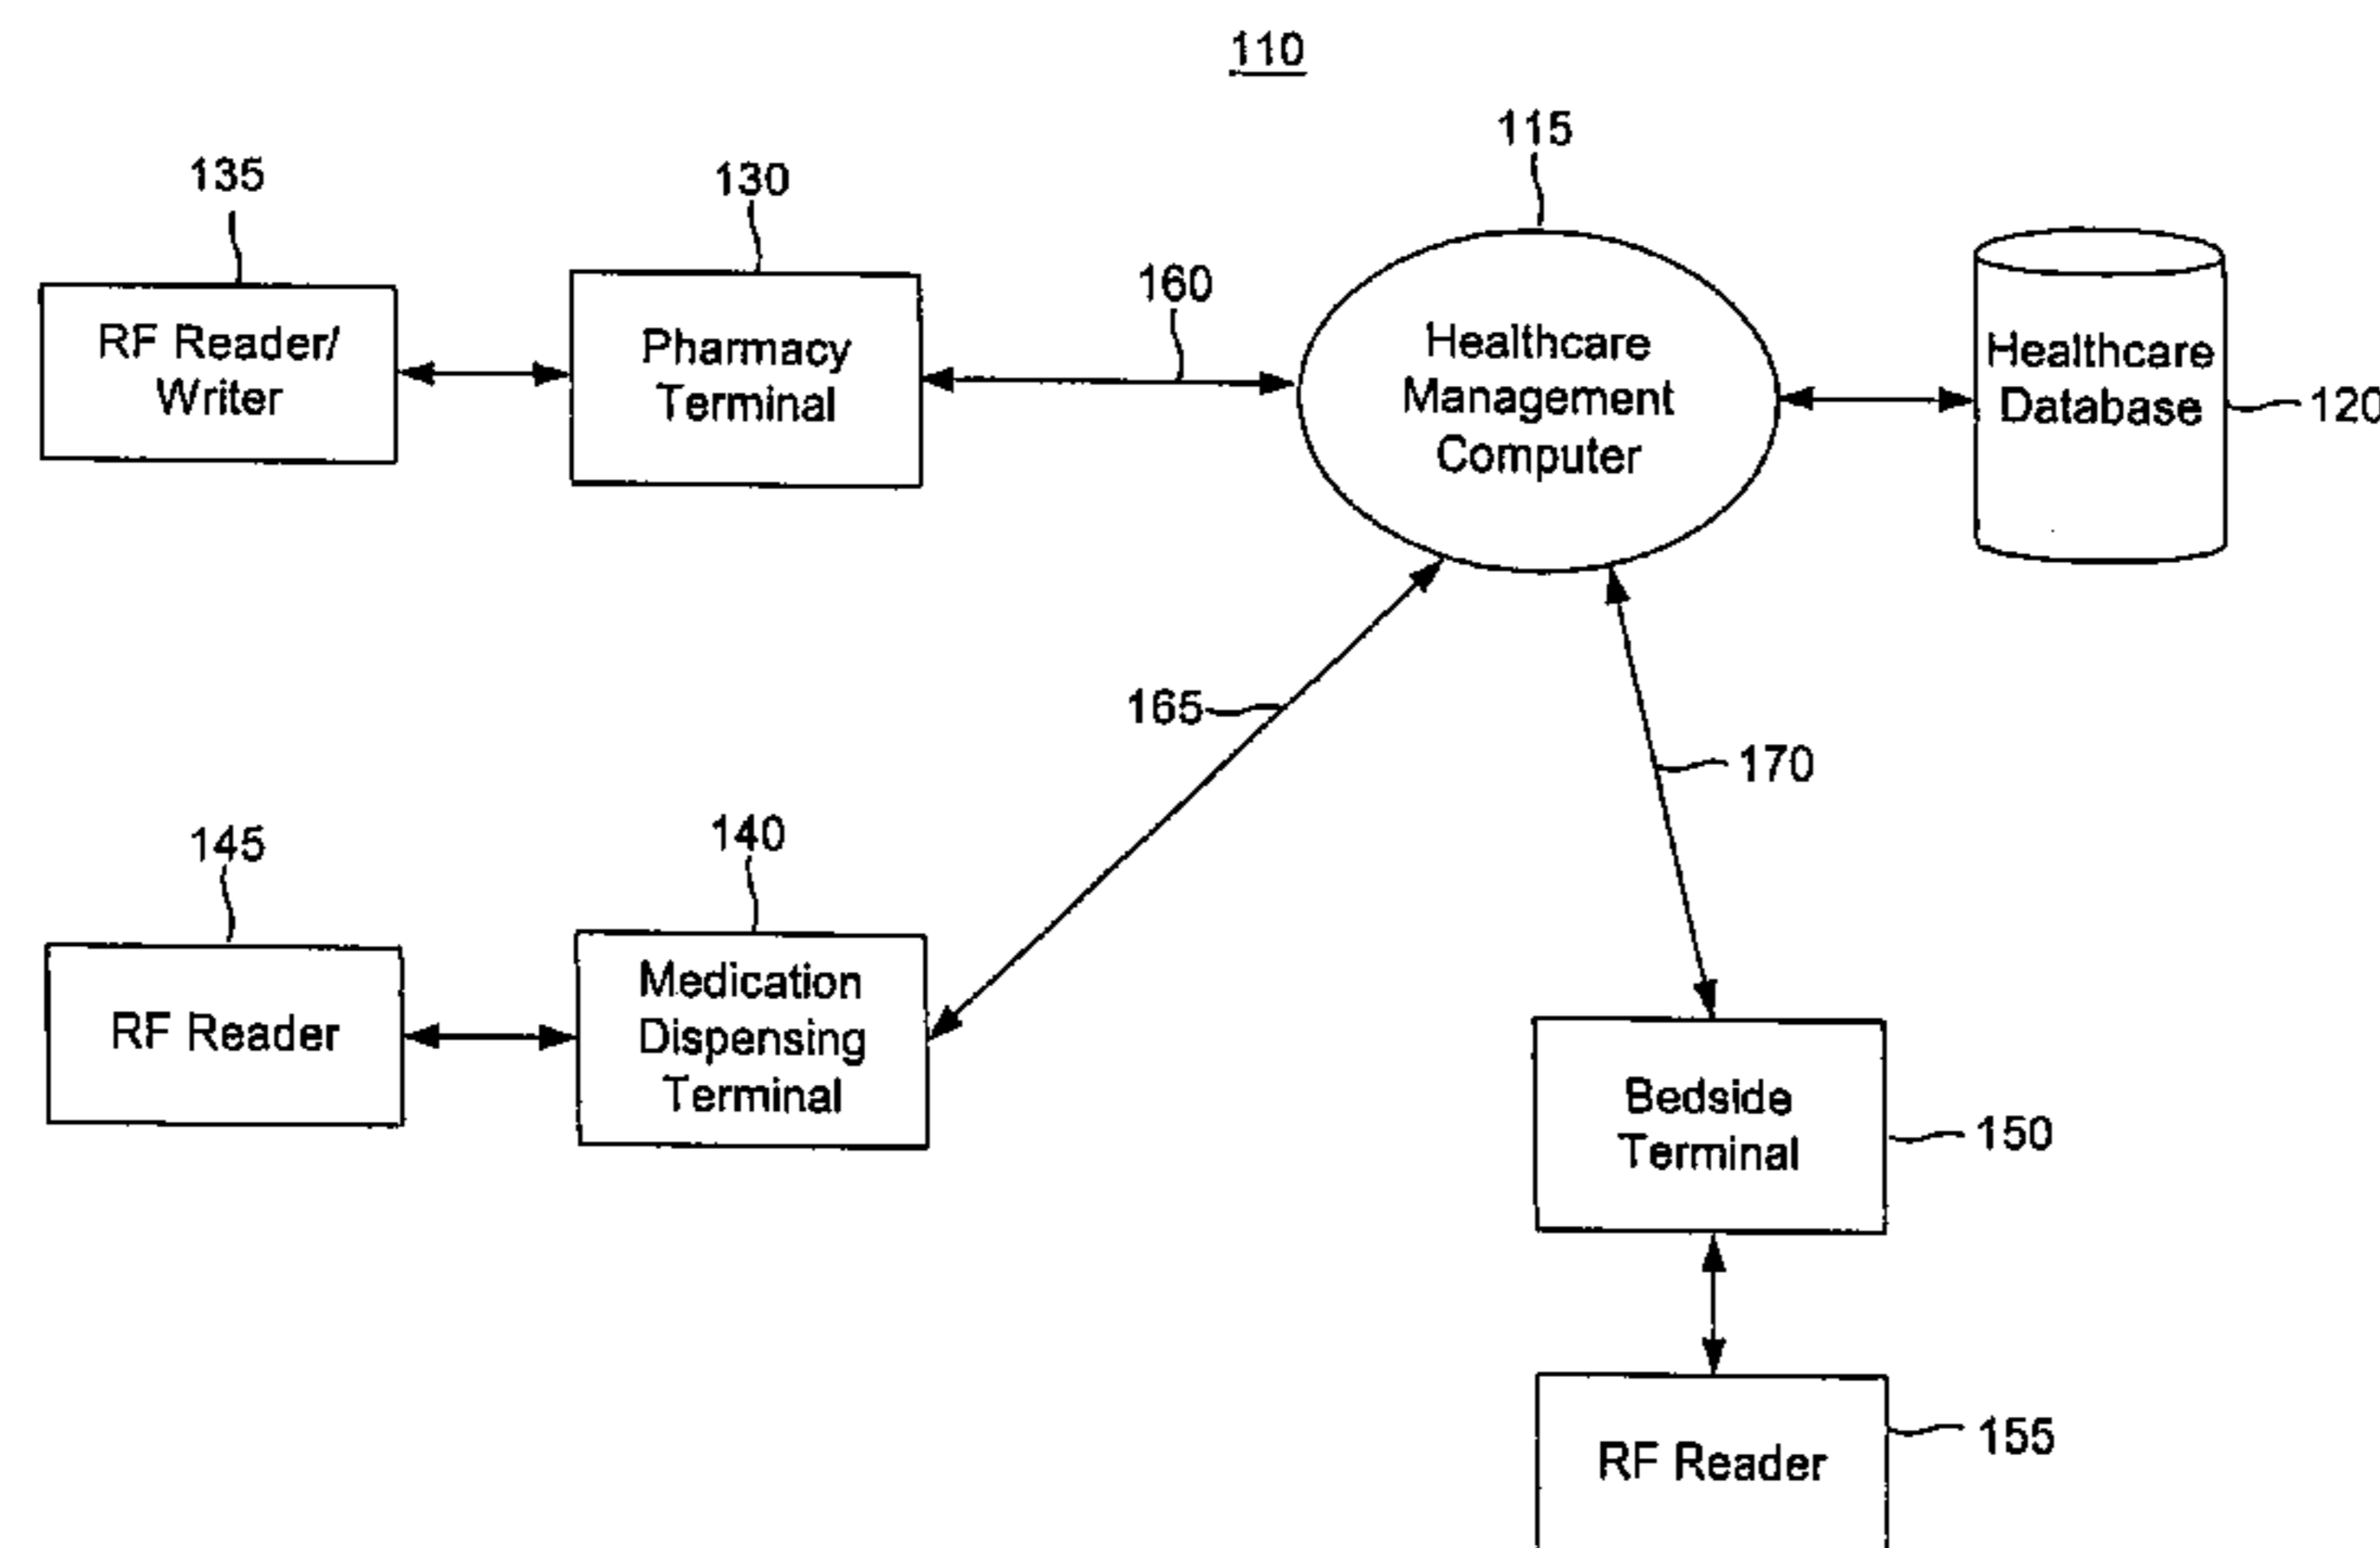 110
115
135
130
160
RF Reader/
Writer
Pharmacy
Terminal
Healthcare
Management
Computer
Healthcare
Database
120
165
170
145
140
RF Reader
Medication
Dispensing
Terminal
Bedside
Terminal
150
RF Reader
155